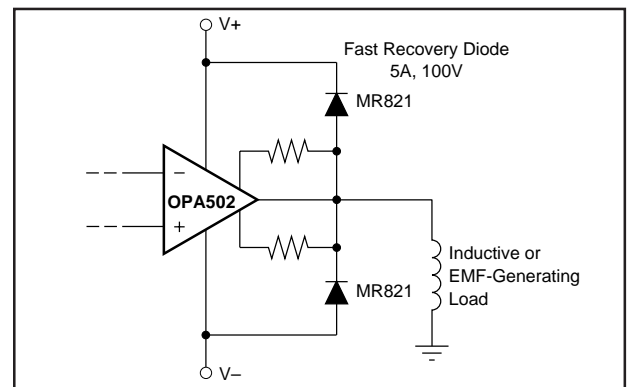 V+
Fast Recovery Diode
5A, 100V
MR821
–
OPA502
+
Inductive or
EMF-Generating
Load
MR821
V–